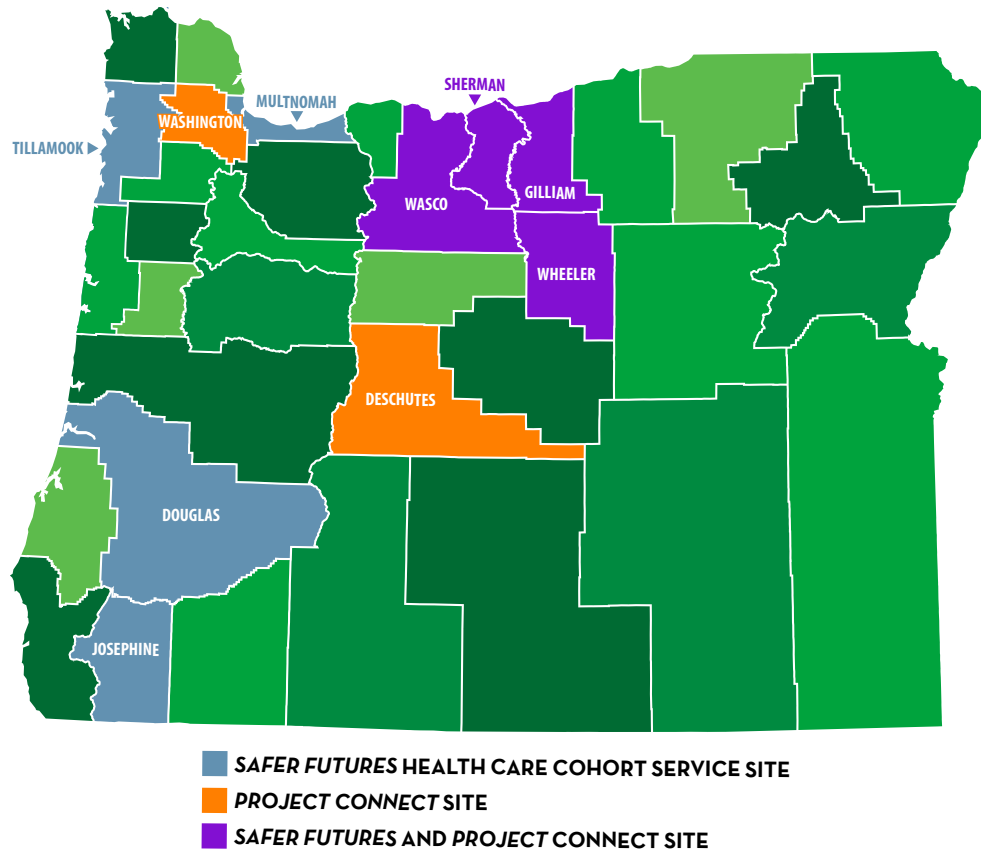 SHERMAN
MULTNOMAH
WASHINGTON
TILLAMOOK
GILLIAM
WASCO
WHEELER
DESCHUTES
DOUGLAS
JOSEPHINE
SAFER FUTURES HEALTH CARE COHORT SERVICE SITE
PROJECT CONNECT SITE
SAFER FUTURES AND PROJECT CONNECT SITE